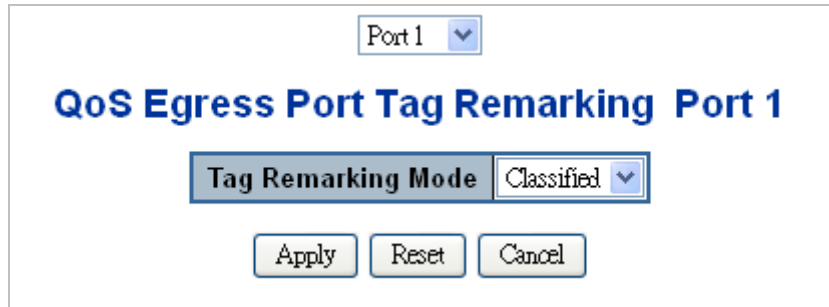 Port 1
QoS Egress Port Tag Remarking Port 1
Tag Remarking Mode Classified
Apply Reset Cancel